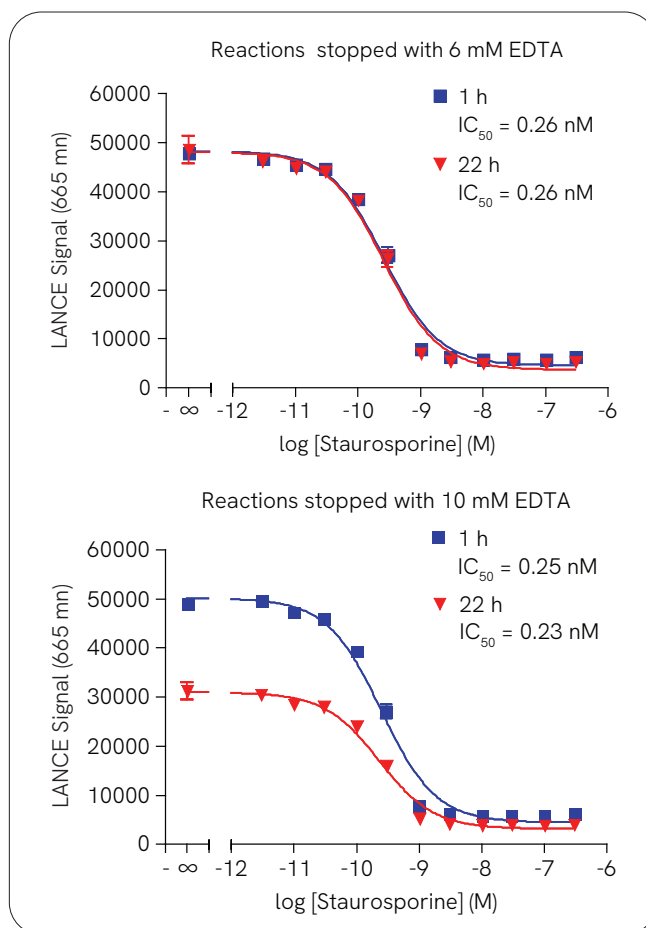 Reactions stopped with 6 mM EDTA
60000
50000
40000
30000
20000
10000
0
LANCE Signal (665 mn)
1 h
IC50 = 0.26 nM
22 h
IC50 = 0.26 nM
- ∞ -12 -11 -10 -9 -8 -7 -6
log [Staurosporine] (M)
Reactions stopped with 10 mM EDTA
60000
50000
40000
30000
20000
10000
0
LANCE Signal (665 mn)
1 h
IC50 = 0.25 nM
22 h
IC50 = 0.23 nM
- ∞ -12 -11 -10 -9 -8 -7 -6
log [Staurosporine] (M)